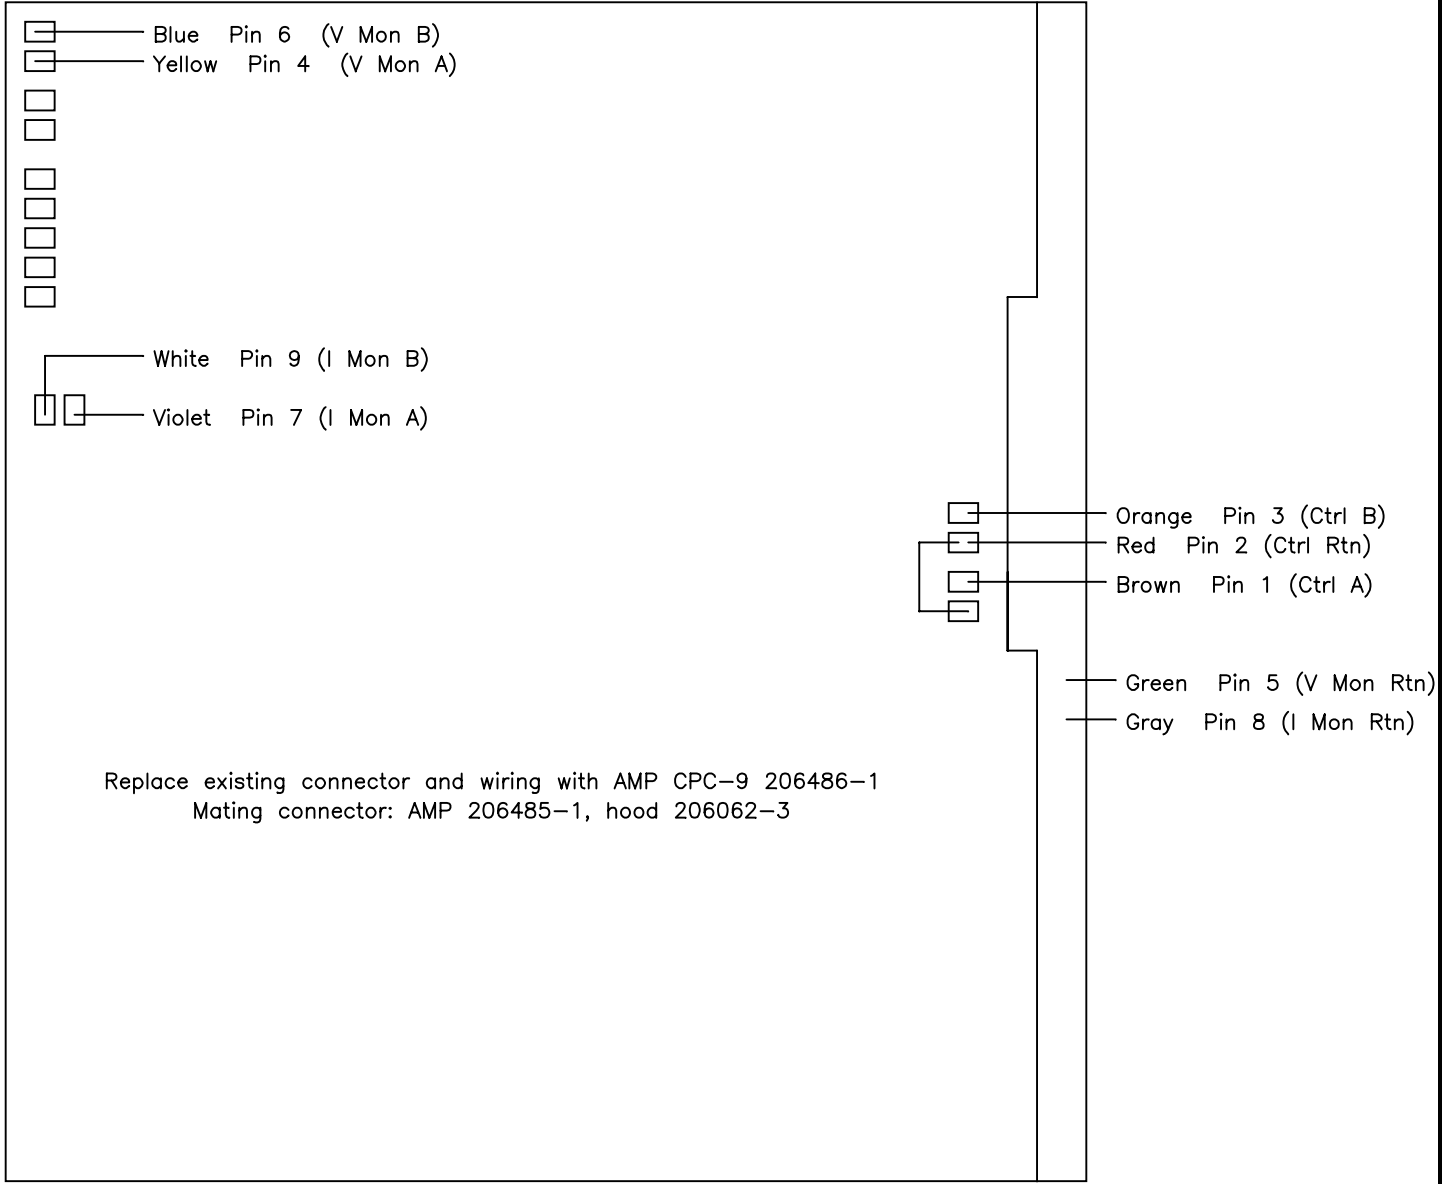 Blue Pin 6 (V Mon B)
Yellow Pin 4 (V Mon A)
White Pin 9 (I Mon B)
Violet Pin 7 (I Mon A)
Orange Pin 3 (Ctrl B)
Red Pin 2 (Ctrl Rtn)
Brown Pin 1 (Ctrl A)
Green Pin 5 (V Mon Rtn)
Gray Pin 8 (I Mon Rtn)
Replace existing connector and wiring with AMP CPC-9 206486-1
Mating connector: AMP 206485-1, hood 206062-3